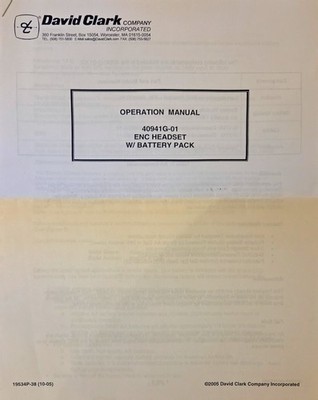 David Clark COMPANY
INCORPORATED
360 Franklin Street, Box 15054, Worcester, MA 01615-0054
OPERATION MANUAL
40941G-01
ENC HEADSET
W/ BATTERY PACK
19534P-38 (10-05)
©2005 David Clark Company Incorporated